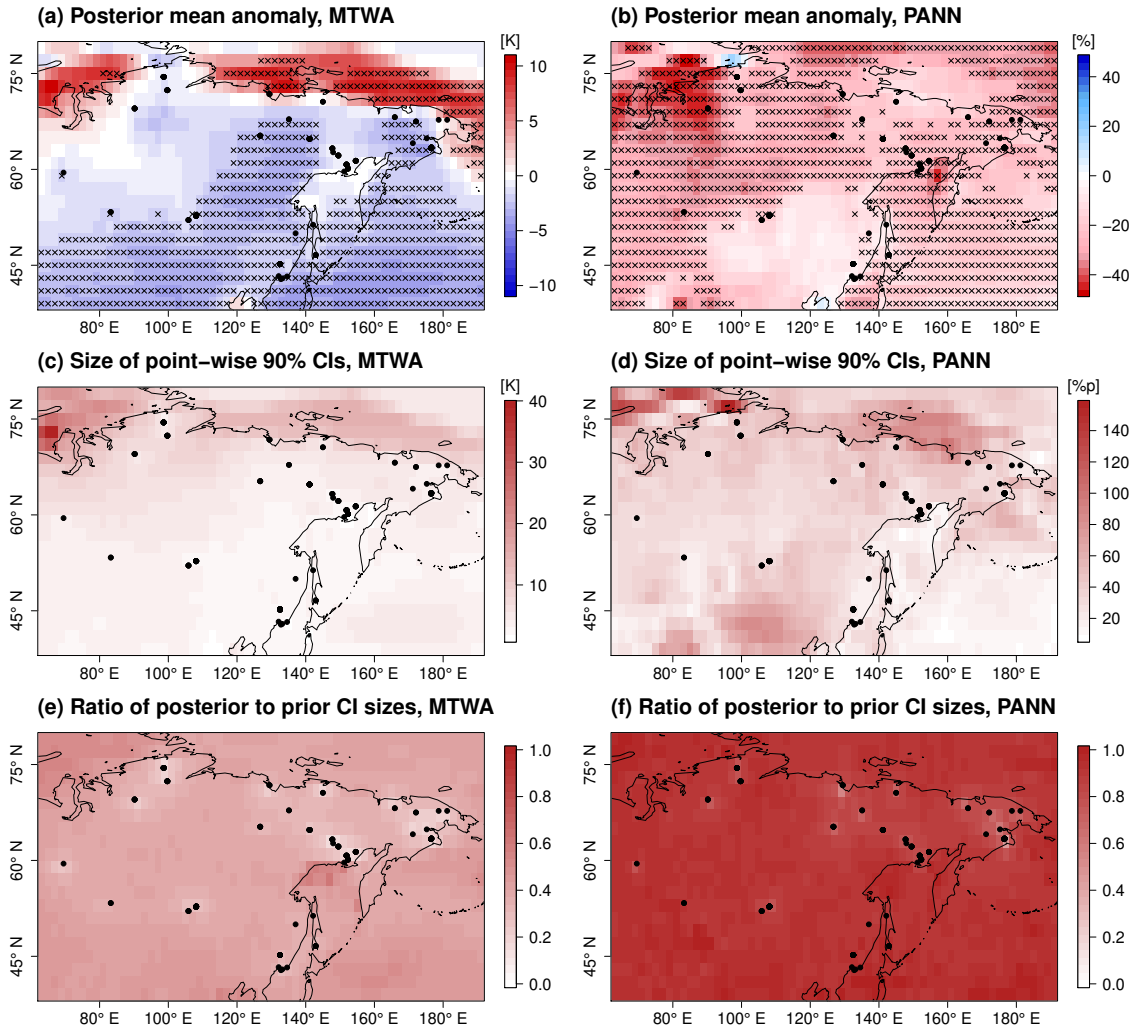 (a) Posterior mean anomaly, MTWA
(b) Posterior mean anomaly, PANN
[K]
[%]
75° N
60° N
45° N
10
5
0
−5
−10
75° N
60° N
45° N
40
20
0
−20
−40
80° E 100° E 120° E 140° E 160° E 180° E
80° E 100° E 120° E 140° E 160° E 180° E
(c) Size of point−wise 90% CIs, MTWA
(d) Size of point−wise 90% CIs, PANN
[K]
[%p]
75° N
60° N
45° N
40
30
20
10
75° N
60° N
45° N
140
120
100
80
60
40
20
80° E 100° E 120° E 140° E 160° E 180° E
80° E 100° E 120° E 140° E 160° E 180° E
(e) Ratio of posterior to prior CI sizes, MTWA
(f) Ratio of posterior to prior CI sizes, PANN
75° N
60° N
45° N
1.0
0.8
0.6
0.4
0.2
0.0
75° N
60° N
45° N
1.0
0.8
0.6
0.4
0.2
0.0
80° E 100° E 120° E 140° E 160° E 180° E
80° E 100° E 120° E 140° E 160° E 180° E